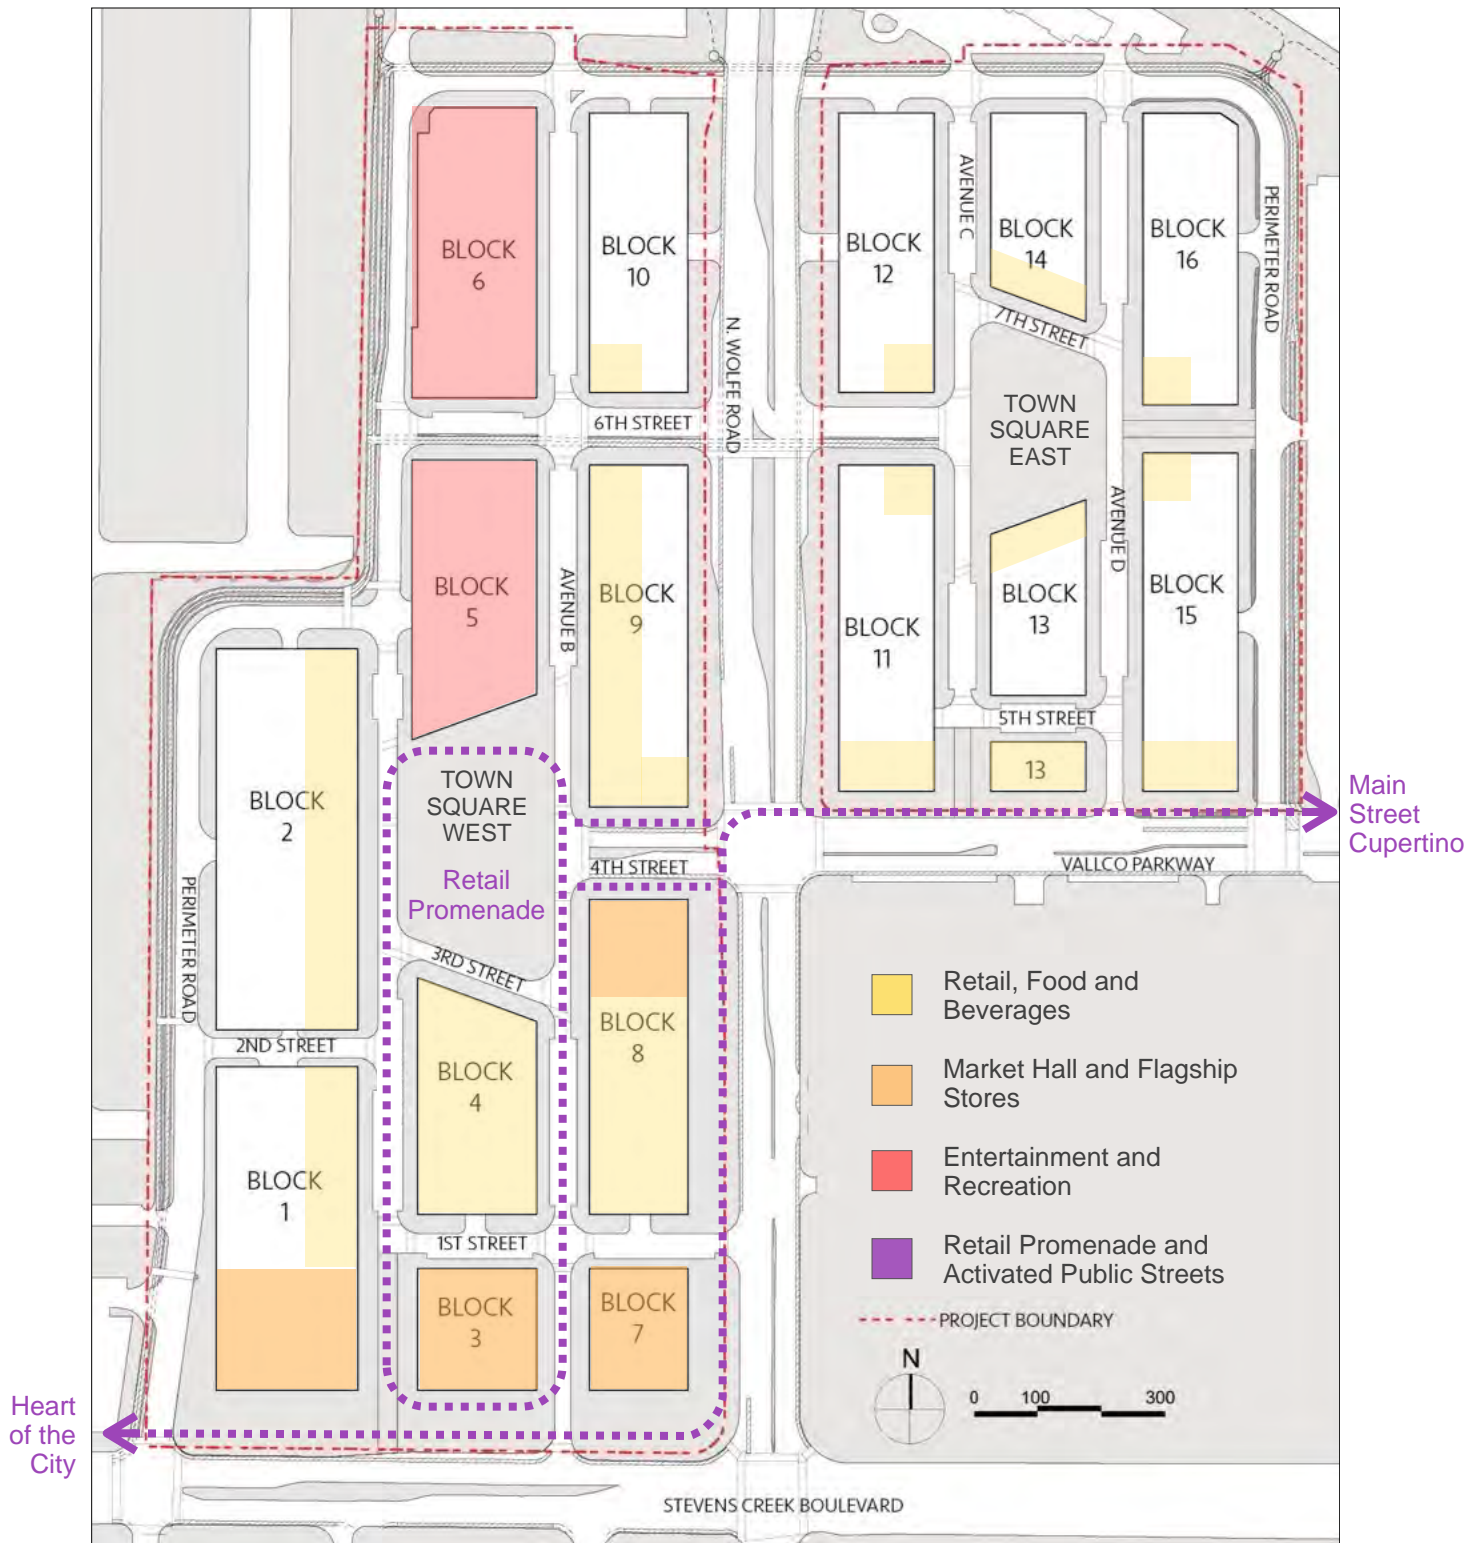 BLOCK
6
BLOCK
10
BLOCK
12
AVENUE C
BLOCK
14
BLOCK
16
PERIMETER ROAD
7TH STREET
N. WOLFE ROAD
6TH STREET
TOWN
SQUARE
EAST
BLOCK
5
AVENUE B
BLOCK
9
BLOCK
11
BLOCK
13
AVENUE D
BLOCK
15
5TH STREET
13
BLOCK
2
TOWN
SQUARE
WEST
Retail
Promenade
4TH STREET
VALLCO PARKWAY
Main
Street
Cupertino
PERIMETER ROAD
3RD STREET
2ND STREET
BLOCK
4
BLOCK
8
BLOCK
1
1ST STREET
BLOCK
3
BLOCK
7
Heart
of the
City
Retail, Food and
Beverages
Market Hall and Flagship
Stores
Entertainment and
Recreation
Retail Promenade and
Activated Public Streets
PROJECT BOUNDARY
N
0 100 300
STEVENS CREEK BOULEVARD